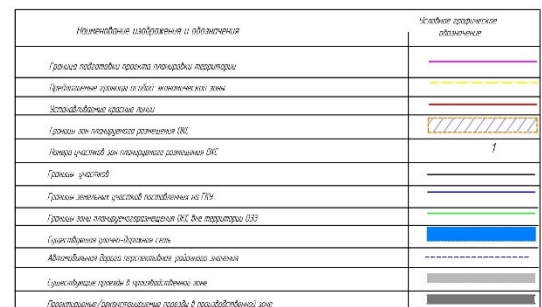 Наименование изображения и обозначения
Условное графическое обозначение
Граница подготовки проекта планировки территории
Предлагаемые границы особой экономической зоны
Устанавливаемые красные линии
Границы зон планируемого размещения ОКС
Номера участков зон планируемого размещения ОКС
1
Границы участков
Границы земельных участков поставленных на ГКУ
Границы зоны планируемогоразмещения ОКС вне территории ОЭЗ
Существующая улично-дорожная сеть
Автомобильная дорога перспективная районного значения
Существующие проезды в производственной зоне
Проектируемые/реконструируемые проезды в производственной зоне